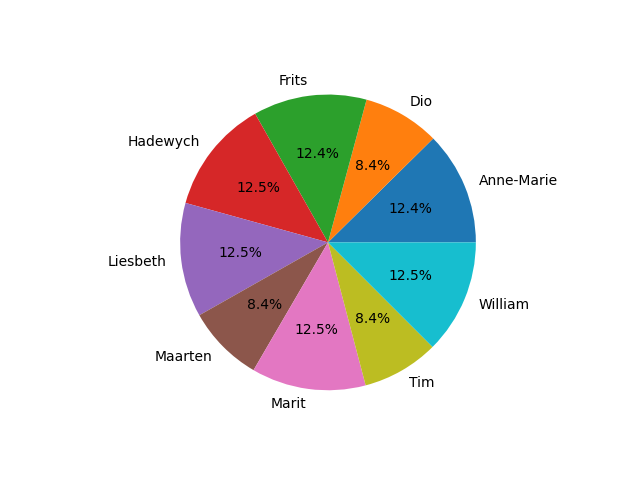 Frits
Dio
Hadewych
Anne-Marie
12.4%
8.4%
12.5%
12.4%
Liesbeth
12.5%
12.5%
8.4%
William
12.5%
8.4%
Maarten
Tim
Marit